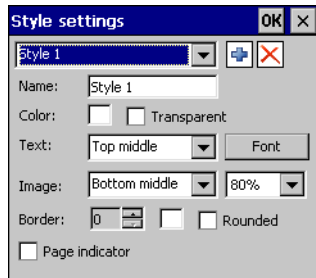 Style settings OK
Style 1
Name: Style 1
Color: Transparent
Text: Top middle Font
Image: Bottom middle 80%
Border: 0 Rounded
Page indicator